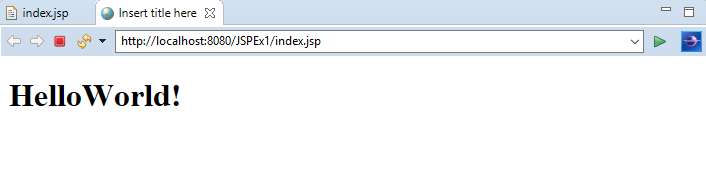 index.jsp Insert title here
http://localhost:8080/JSPEx1/index.jsp
HelloWorld!